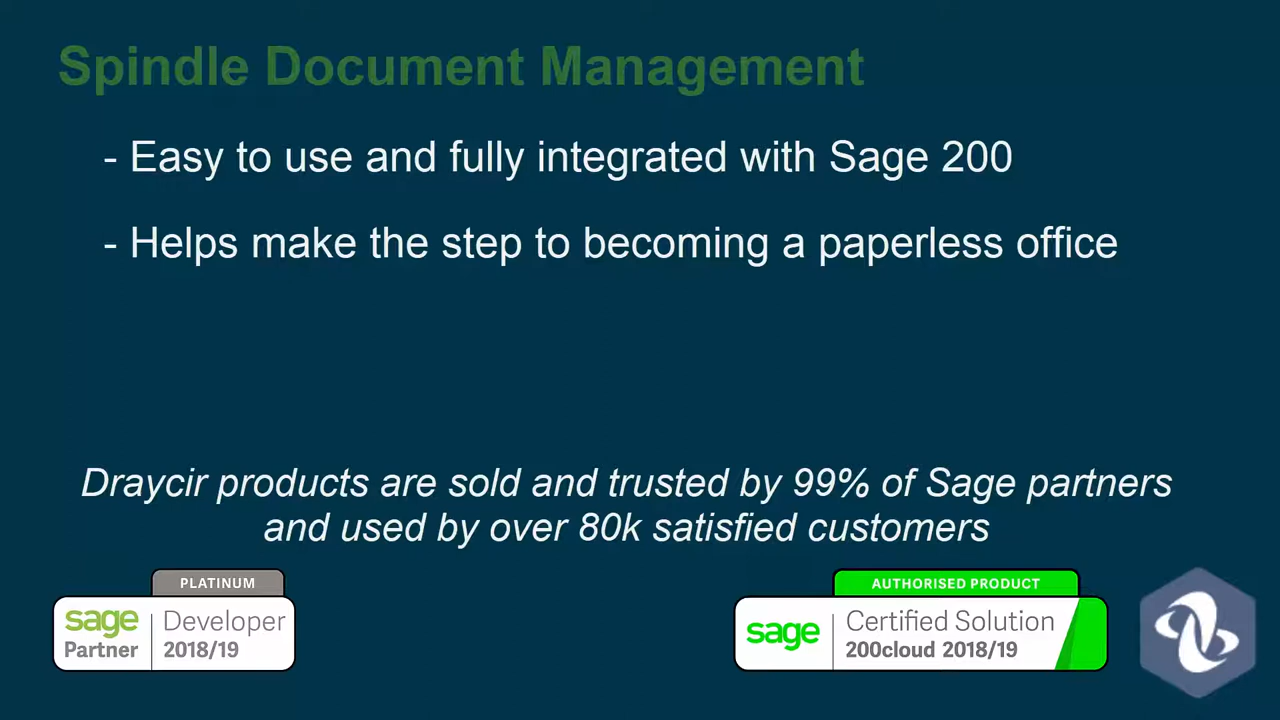 Spindle Document Management
- Easy to use and fully integrated with Sage 200
- Helps make the step to becoming a paperless office
Draycir products are sold and trusted by 99% of Sage partners
and used by over 80k satisfied customers
PLATINUM
sage Developer
Partner 2018/19
AUTHORISED PRODUCT
sage Certified Solution
200cloud 2018/19